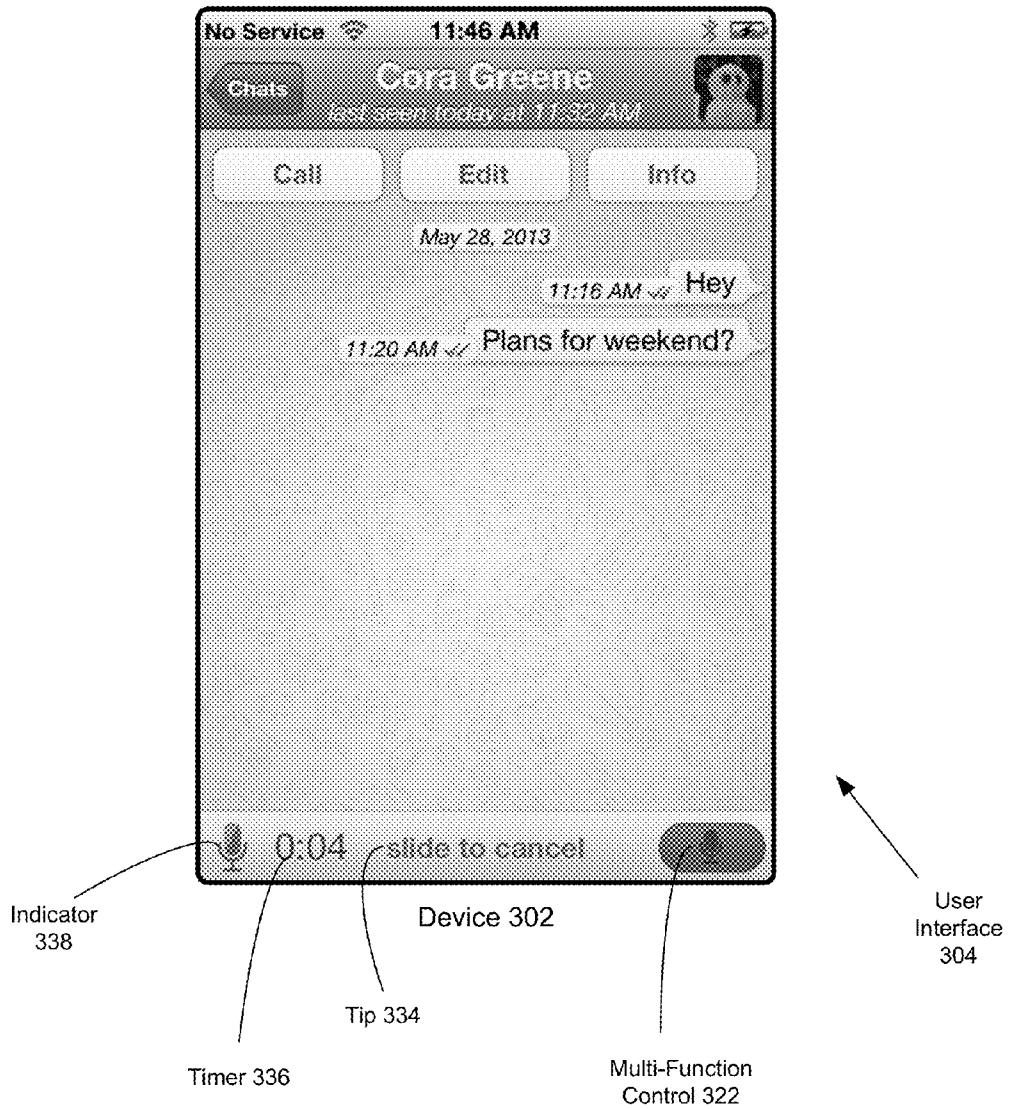 No Service 11:46 AM
Chats
Cora Greene
last seen today at 11:32 AM
Call Edit Info
May 28, 2013
11:16 AM Hey
11:20 AM Plans for weekend?
0:04 slide to cancel
Device 302
Indicator
338
User
Interface
304
Tip 334
Timer 336
Multi-Function
Control 322